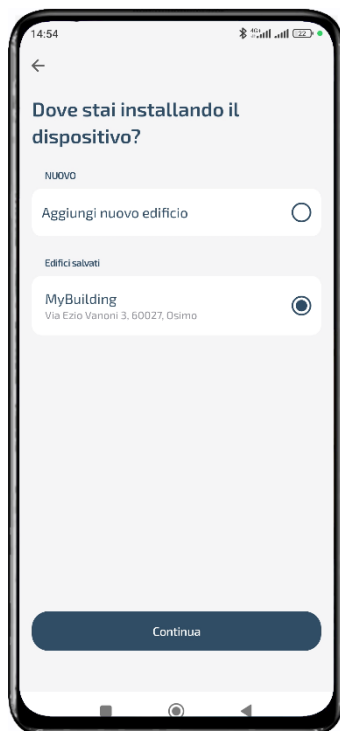 14:54
22
Dove stai installando il
dispositivo?
NUOVO
Aggiungi nuovo edificio
Edifici salvati
MyBuilding
Via Ezio Vanoni 3, 60027, Osimo
Continua